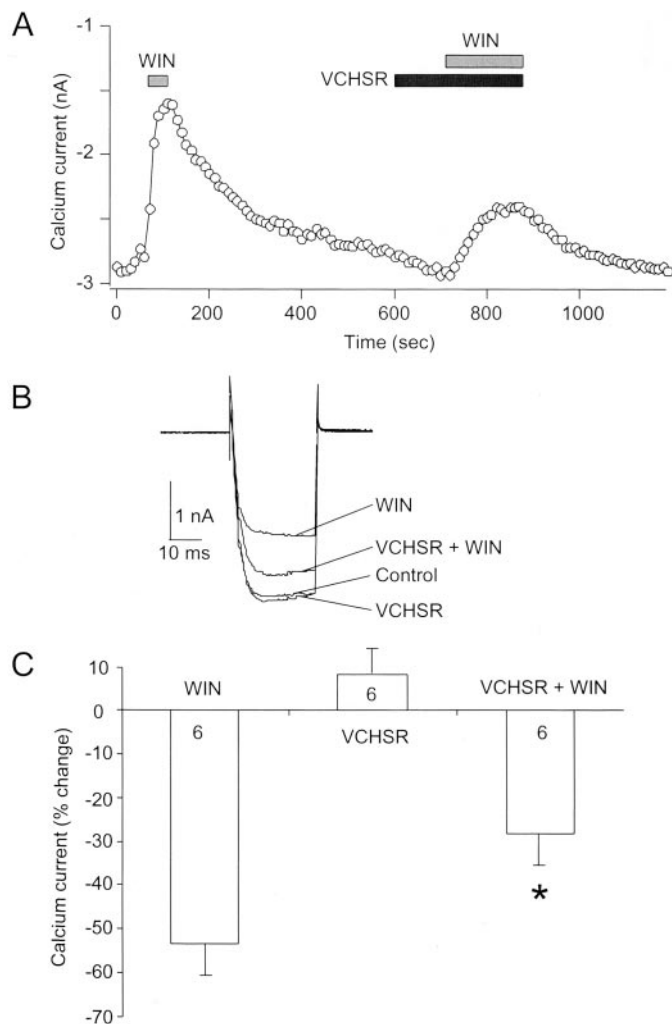 A
-1
-2
-3
Calcium current (nA)
WIN
WIN
VCHSR
0
200
400
600
800
1000
Time (sec)
B
1 nA
10 ms
WIN
VCHSR + WIN
Control
VCHSR
C
10
0
-10
-20
-30
-40
-50
-60
-70
Calcium current (% change)
WIN
VCHSR
VCHSR + WIN
6
6
6
*